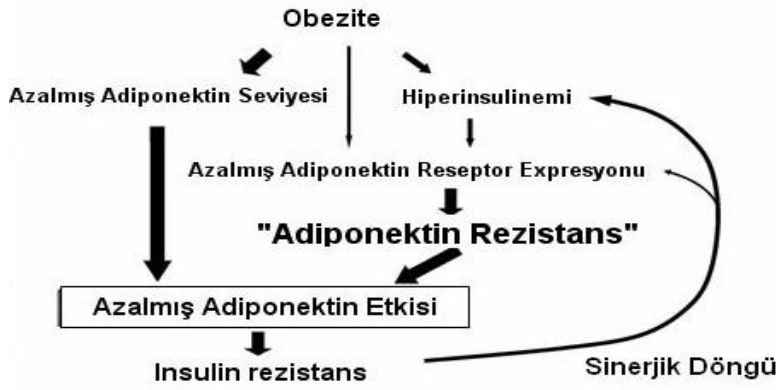 Obezite
Azalmış Adiponektin Seviyesi
Hiperinsulinemi
Azalmış Adiponektin Reseptor Expresyonu
"Adiponektin Rezistans"
Azalmış Adiponektin Etkisi
Insulin rezistans
Sinerjik Döngü